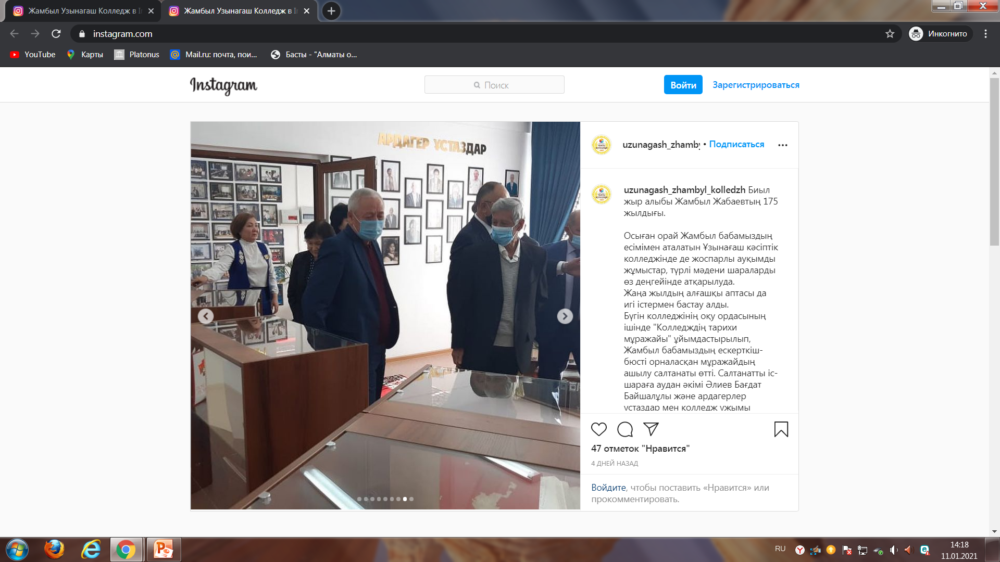 Жамбыл Узынагаш Колледж в I
Жамбыл Узынагаш Колледж в I
instagram.com
Инкогнито
YouTube
Карты
Platonus
Mail.ru: почта, пои...
Басты - "Алматы о...
Instagram
Поиск
Войти
Зарегистрироваться
АРДАГЕР ҰСТАЗДАР
uzunagash_zhamby • Подписаться
uzunagash_zhambyl_kolledzh Биыл
жыр алыбы Жамбыл Жабаевтың 175
жылдығы.
Осыған орай Жамбыл бабамыздың
есімімен аталатын Ұзынағаш кәсіптік
колледжінде де жоспарлы ауқымды
жұмыстар, түрлі мәдени шараларды
өз деңгейінде атқарылуда.
Жаңа жылдың алғашқы аптасы да
игі істермен бастау алды.
Бүгін колледжінің оқу ордасының
ішінде "Колледждің тарихи
мұражайы" ұйымдастырылып,
Жамбыл бабамыздың ескерткіш-
бюсті орналасқан мұражайдың
ашылу салтанаты өтті. Салтанатты іс-
шараға аудан әкімі Әлиев Бағдат
Байшалұлы және ардагерлер
ұстаздар мен колледж ұжымы
47 отметок "Нравится"
4 ДНЕЙ НАЗАД
Войдите, чтобы поставить «Нравится» или
прокомментировать.
RU
14:18
11.01.2021